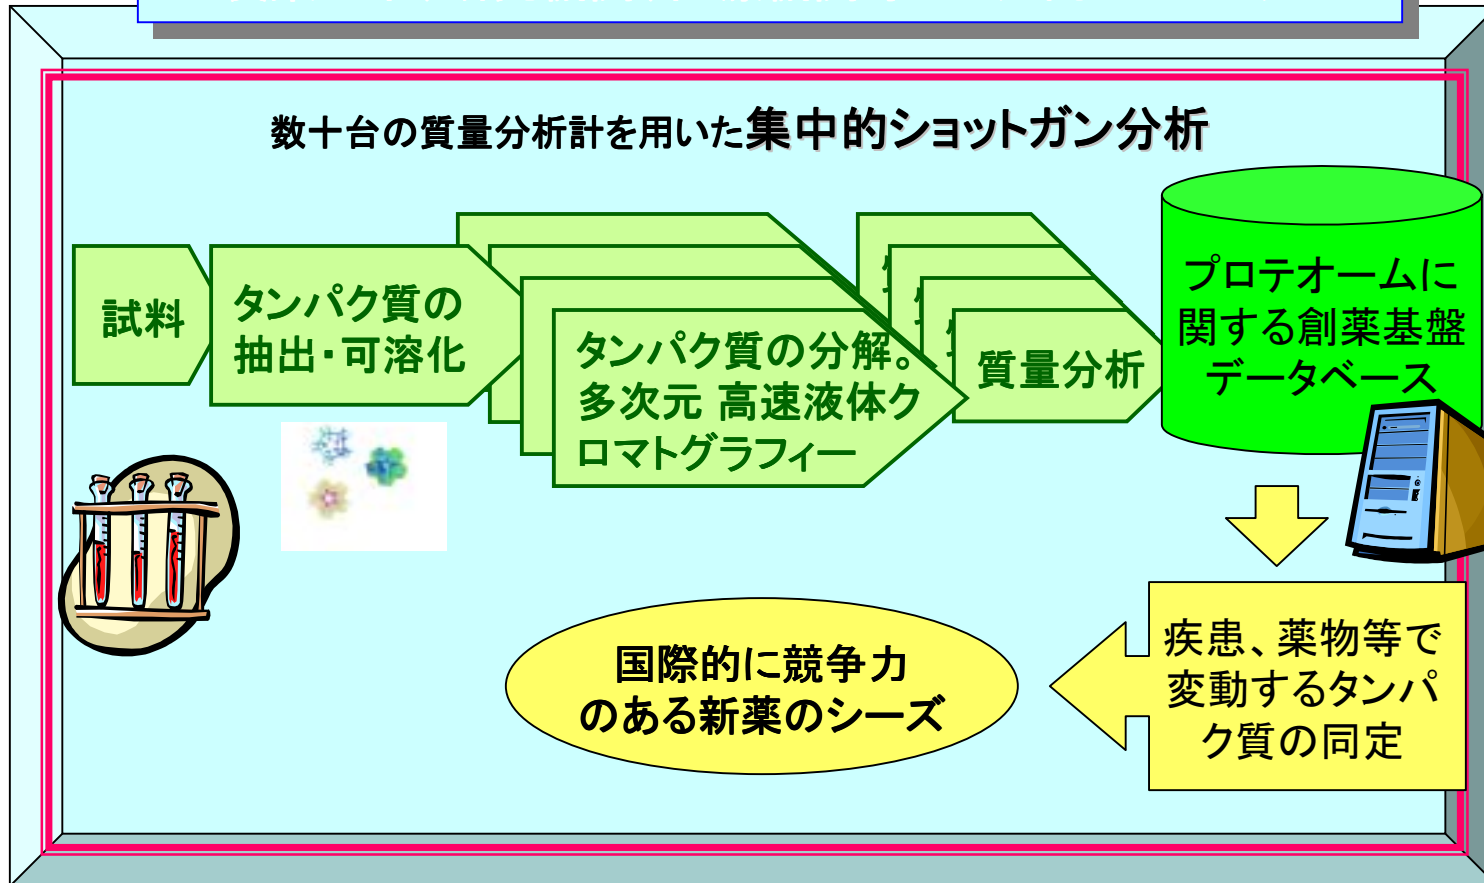 数十台の質量分析計を用いた集中的ショットガン分析
試料
タンパク質の
抽出・可溶化
タンパク質の分解。
多次元 高速液体ク
ロマトグラフィー
質量分析
プロテオームに
関する創薬基盤
データベース
疾患、薬物等で
変動するタンパ
ク質の同定
国際的に競争力
のある新薬のシーズ